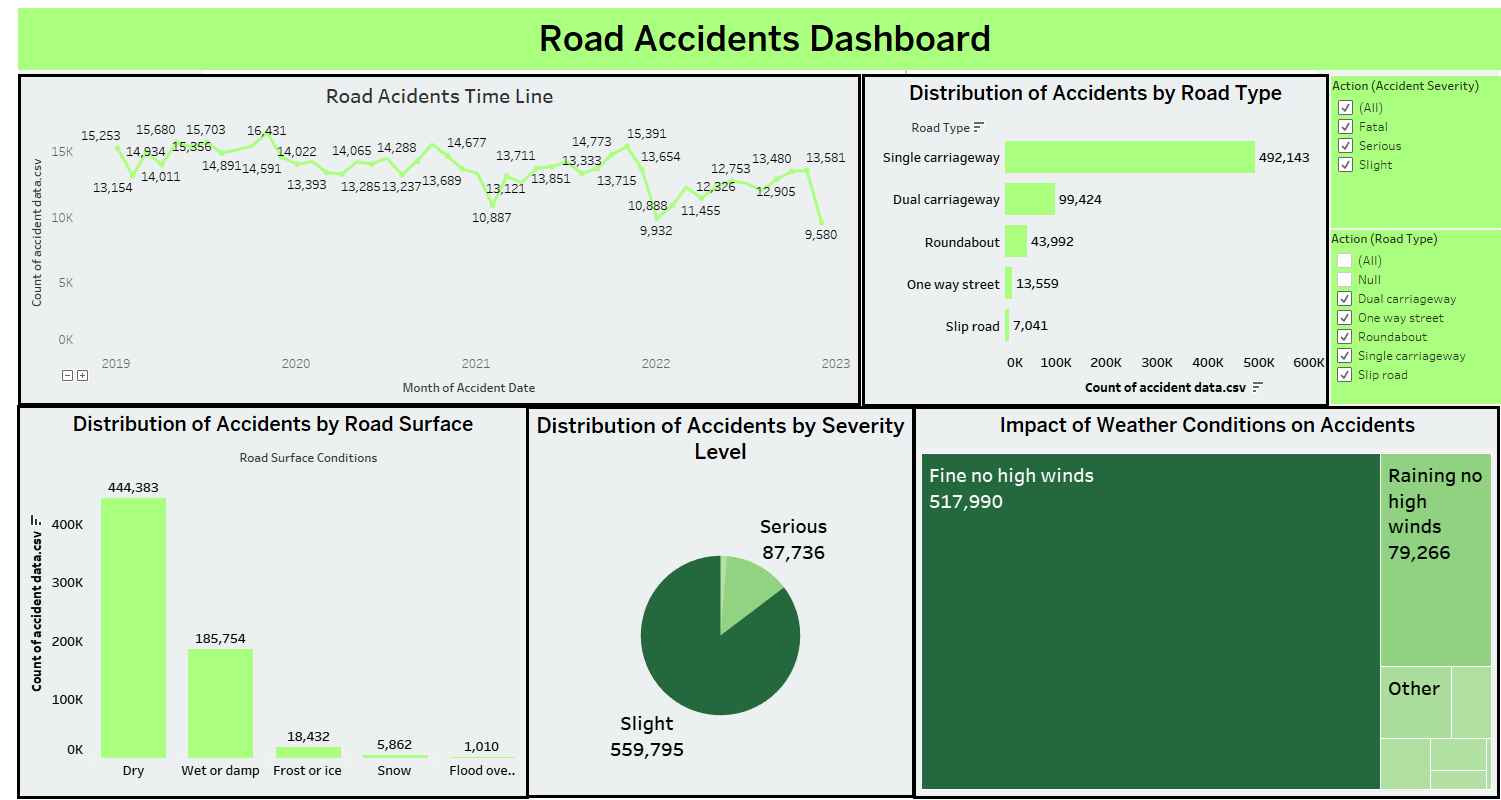 Road Accidents Dashboard
Road Acidents Time Line
Count of accident data.csv
15K
10K
5K
0K
15,253
13,154
14,934
15,680
14,011
15,356
15,703
14,891
14,591
16,431
14,022
13,393
14,065
13,285
14,288
13,237
13,689
14,677
10,887
13,121
13,711
13,851
13,333
14,773
13,715
15,391
13,654
10,888
9,932
11,455
12,326
12,753
12,905
13,480
13,581
9,580
2019
2020
2021
2022
2023
Month of Accident Date
Distribution of Accidents by Road Type
Road Type
Single carriageway
492,143
Dual carriageway
99,424
Roundabout
43,992
One way street
13,559
Slip road
7,041
0K
100K
200K
300K
400K
500K
600K
Count of accident data.csv
Action (Accident Severity)
(All)
Fatal
Serious
Slight
Action (Road Type)
(All)
Null
Dual carriageway
One way street
Roundabout
Single carriageway
Slip road
Distribution of Accidents by Road Surface
Road Surface Conditions
Count of accident data.csv
400K
300K
200K
100K
0K
444,383
185,754
18,432
5,862
1,010
Dry
Wet or damp
Frost or ice
Snow
Flood ove..
Distribution of Accidents by Severity
Level
Serious
87,736
Slight
559,795
Impact of Weather Conditions on Accidents
Fine no high winds
517,990
Raining no
high
winds
79,266
Other